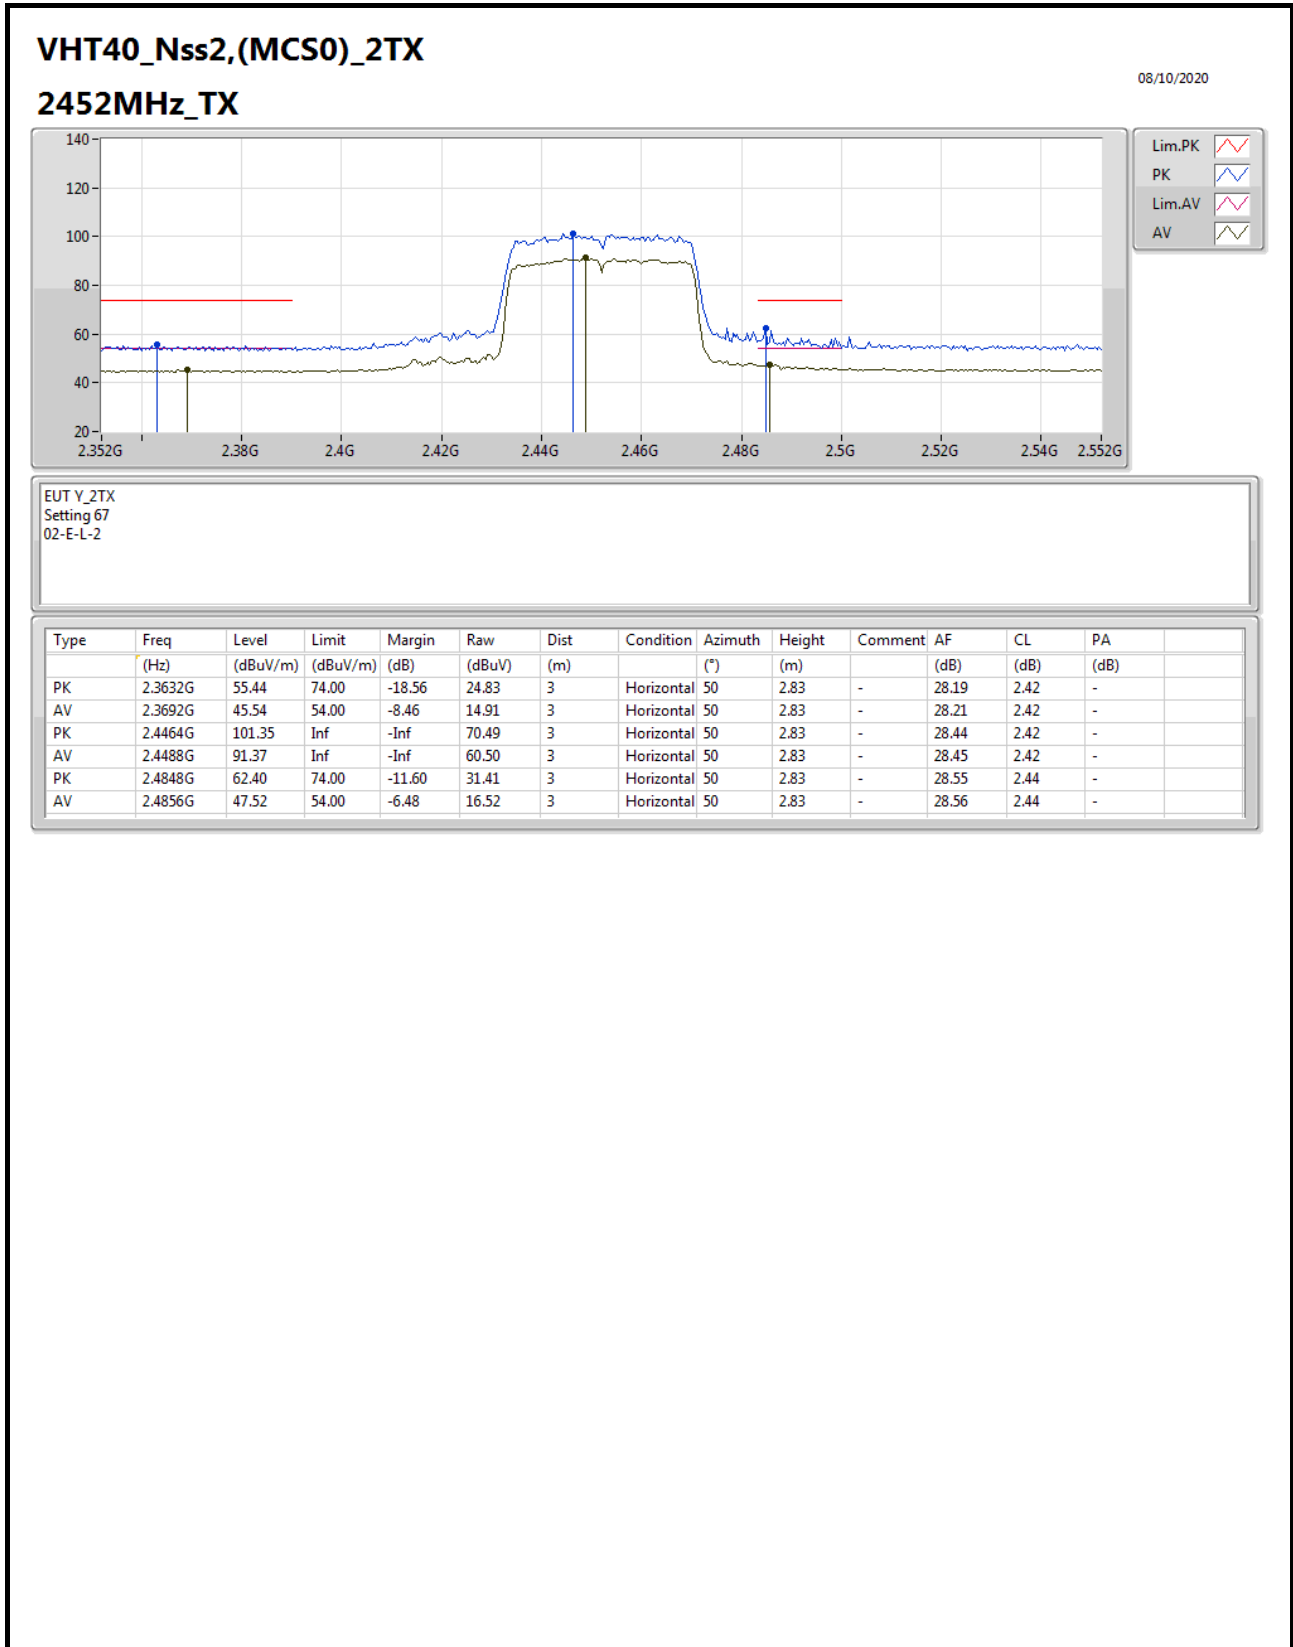 VHT40_Nss2,(MCS0)_2TX
08/10/2020
2452MHz_TX
140
120
100
80
60
40
20
2.352G 2.38G 2.4G 2.42G 2.44G 2.46G 2.48G 2.5G 2.52G 2.54G 2.552G
Lim.PK
PK
Lim.AV
AV
EUT Y_2TX
Setting 67
02-E-L-2
Type Freq Level Limit Margin Raw Dist Condition Azimuth Height Comment AF CL PA
(Hz) (dBuV/m) (dBuV/m) (dB) (dBuV) (m) (°) (m) (dB) (dB) (dB)
PK 2.3632G 55.44 74.00 -18.56 24.83 3 Horizontal 50 2.83 - 28.19 2.42 -
AV 2.3692G 45.54 54.00 -8.46 14.91 3 Horizontal 50 2.83 - 28.21 2.42 -
PK 2.4464G 101.35 Inf -Inf 70.49 3 Horizontal 50 2.83 - 28.44 2.42 -
AV 2.4488G 91.37 Inf -Inf 60.50 3 Horizontal 50 2.83 - 28.45 2.42 -
PK 2.4848G 62.40 74.00 -11.60 31.41 3 Horizontal 50 2.83 - 28.55 2.44 -
AV 2.4856G 47.52 54.00 -6.48 16.52 3 Horizontal 50 2.83 - 28.56 2.44 -